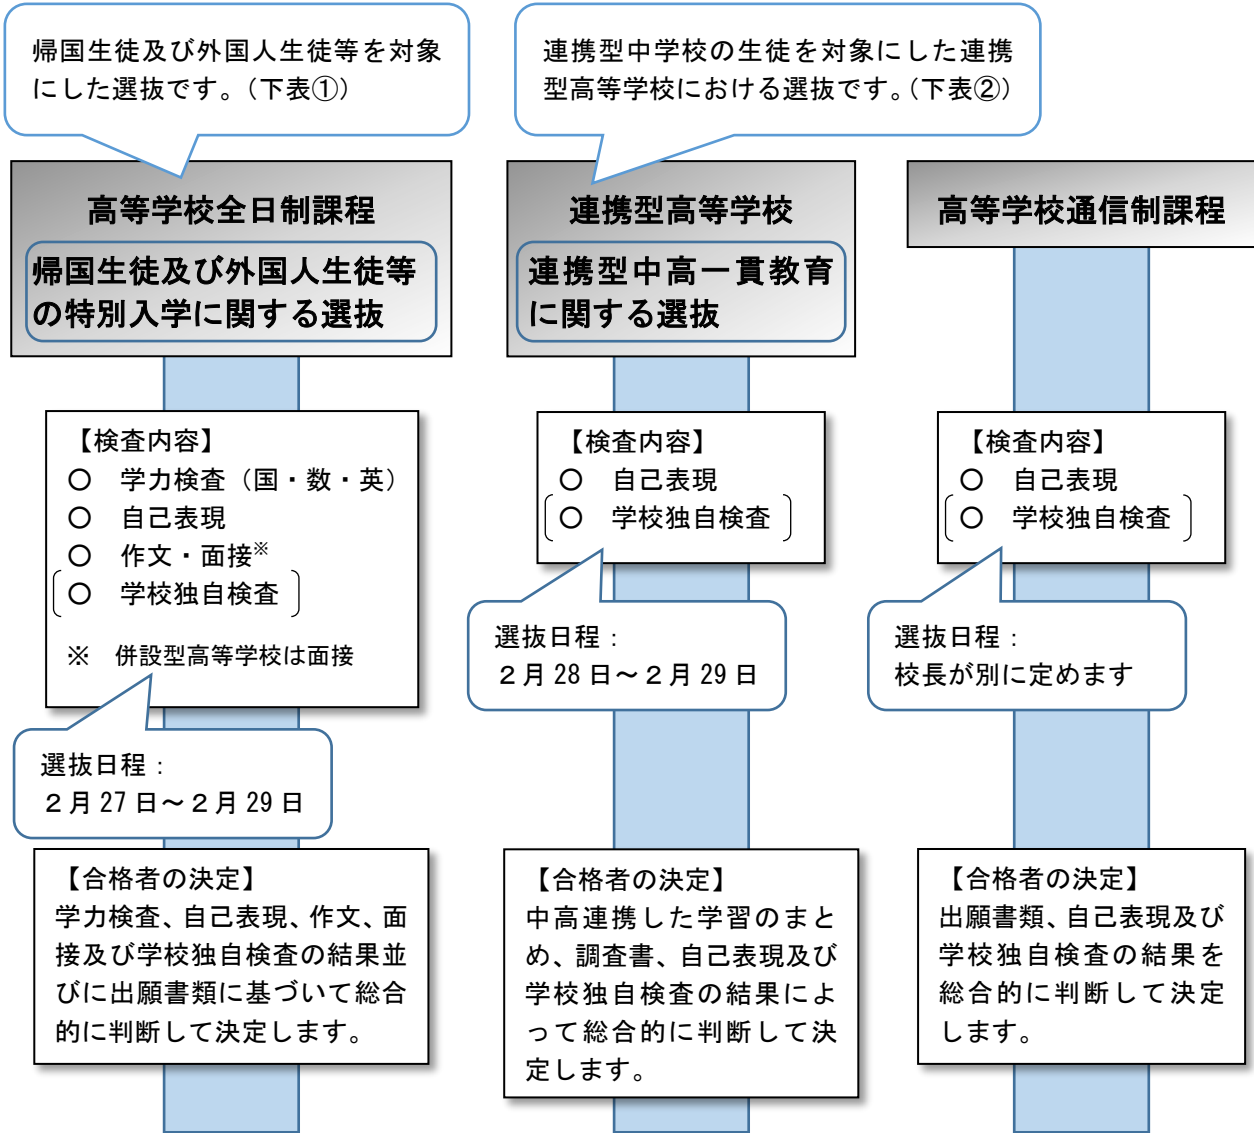 帰国生徒及び外国人生徒等を対象
にした選抜です。（下表①）
連携型中学校の生徒を対象にした連携
型高等学校における選抜です。（下表②）
高等学校全日制課程
帰国生徒及び外国人生徒等
の特別入学に関する選抜
連携型高等学校
連携型中高一貫教育
に関する選抜
高等学校通信制課程
【検査内容】
○　学力検査（国・数・英）
○　自己表現
○　作文・面接※
○　学校独自検査
※　併設型高等学校は面接
【検査内容】
○　自己表現
○　学校独自検査
【検査内容】
○　自己表現
○　学校独自検査
選抜日程：
２月27日～２月29日
選抜日程：
２月28日～２月29日
選抜日程：
校長が別に定めます
【合格者の決定】
学力検査、自己表現、作文、面
接及び学校独自検査の結果並
びに出願書類に基づいて総合
的に判断して決定します。
【合格者の決定】
中高連携した学習のまと
め、調査書、自己表現及び
学校独自検査の結果によ
って総合的に判断して決
定します。
【合格者の決定】
出願書類、自己表現及び
学校独自検査の結果を
総合的に判断して決定
します。